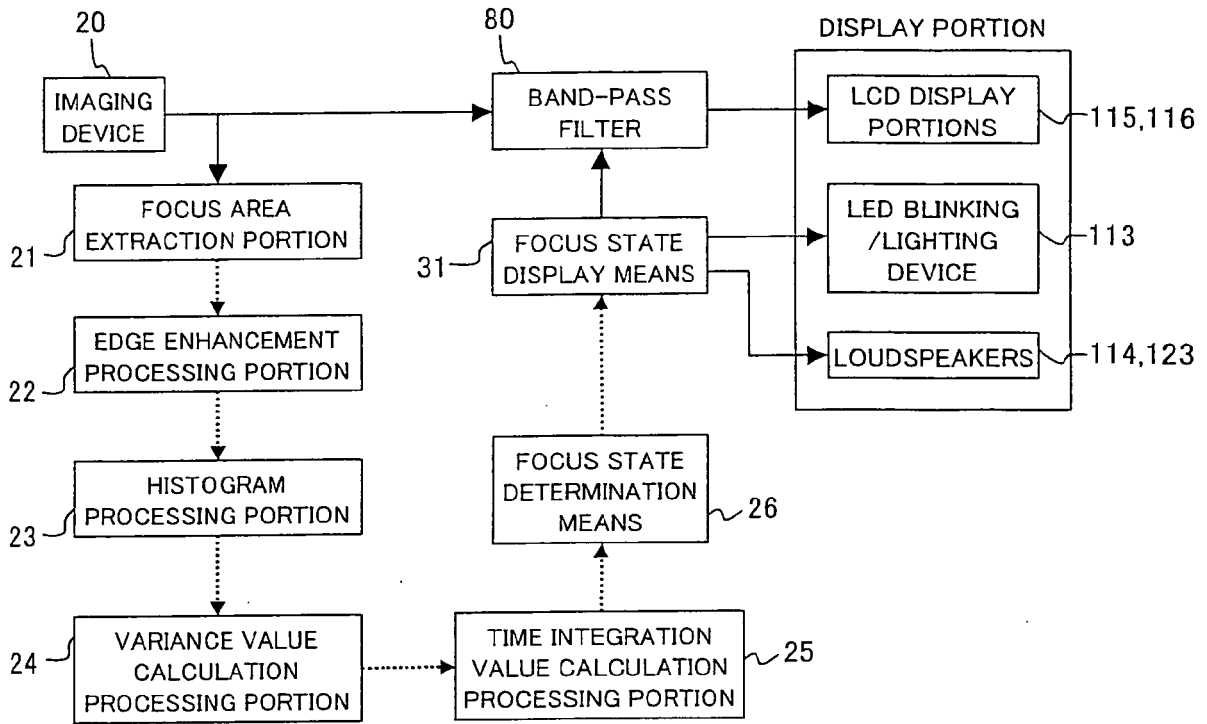 20
IMAGING
DEVICE
80
BAND-PASS
FILTER
DISPLAY PORTION
LCD DISPLAY
PORTIONS
115,116
FOCUS AREA
EXTRACTION PORTION
21
FOCUS STATE
DISPLAY MEANS
31
LED BLINKING
/LIGHTING
DEVICE
113
EDGE ENHANCEMENT
PROCESSING PORTION
22
LOUDSPEAKERS
114,123
HISTOGRAM
PROCESSING PORTION
23
FOCUS STATE
DETERMINATION
MEANS
26
VARIANCE VALUE
CALCULATION
PROCESSING PORTION
24
TIME INTEGRATION
VALUE CALCULATION
PROCESSING PORTION
25